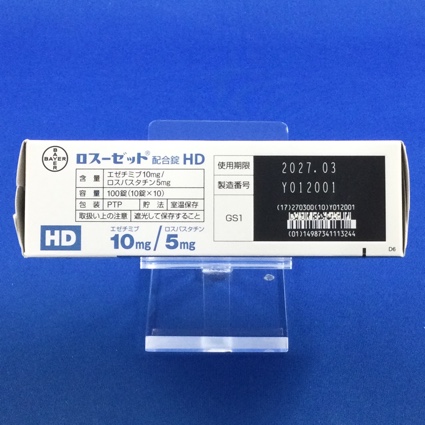 BAYER
BAYER
ロスーゼット® 配合錠 HD
含量 エゼチミブ10mg/
ロスバスタチン5mg
100錠(10錠×10)
包装 PTP 貯法 室温保存
取扱い上の注意 遮光して保存すること
HD
エゼチミブ ロスバスタチン
10mg/5mg
使用期限 2027.03
製造番号 Y012001
GS1
(17)270300(10)Y012001
(01)14987341113244
D6